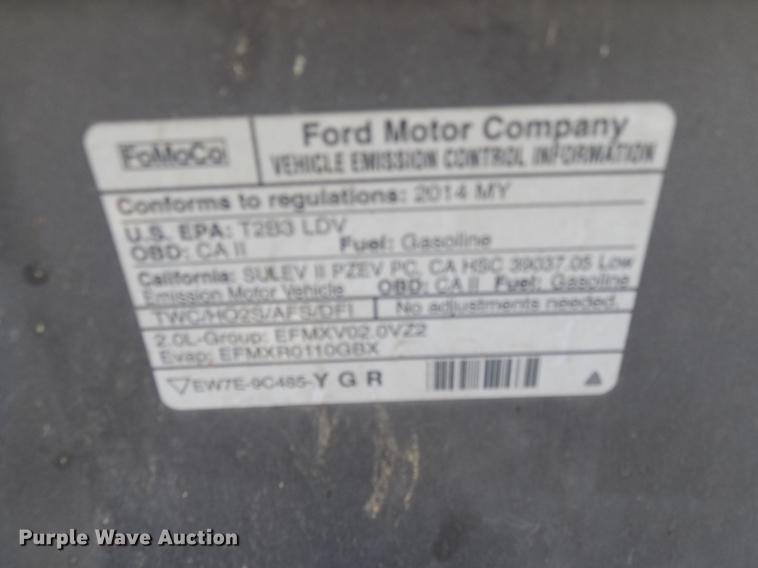 FoMoCo
Ford Motor Company
VEHICLE EMISSION CONTROL INFORMATION
Conforms to regulations: 2014 MY
U.S. EPA: T2B3 LDV
OBD: CA II Fuel: Gasoline
California: SULEV II PZEV PC, CA HSC 39037.05 Low
Emission Motor Vehicle OBD: CA II Fuel: Gasoline
TWC/HO2S/AFS/DFI No adjustments needed.
2.0L-Group: EFMXV02.0VZ2
Evap: EFMXR0110GBX
EW7E-9C485-Y G R
Purple Wave Auction